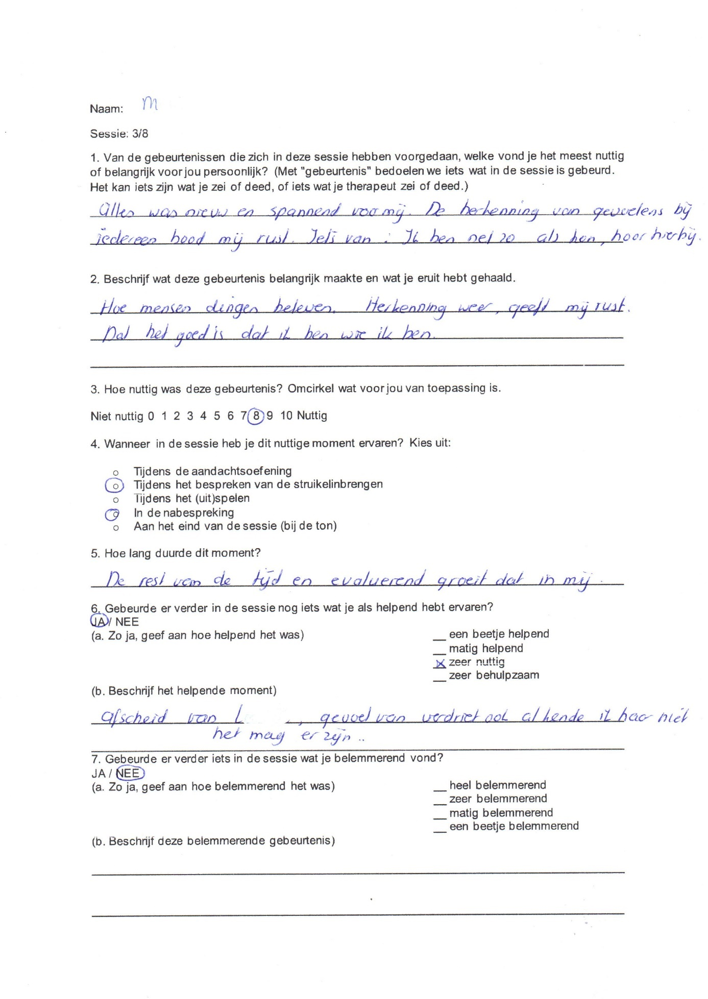 Naam: M
Sessie: 3/8
1. Van de gebeurtenissen die zich in deze sessie hebben voorgedaan, welke vond je het meest nuttig
of belangrijk voor jou persoonlijk? (Met "gebeurtenis" bedoelen we iets wat in de sessie is gebeurd.
Het kan iets zijn wat je zei of deed, of iets wat je therapeut zei of deed.)
Alles was nieuw en spannend voor mij. De herkenning van gevoelens bij
iedereen bood mij rust. Iets van : Ik ben net zo als hen, hoor hierbij.
2. Beschrijf wat deze gebeurtenis belangrijk maakte en wat je eruit hebt gehaald.
Hoe mensen dingen beleven. Herkenning weer, geeft mij rust.
Dat het goed is dat ik ben wie ik ben.
3. Hoe nuttig was deze gebeurtenis? Omcirkel wat voor jou van toepassing is.
Niet nuttig 0 1 2 3 4 5 6 7 8 9 10 Nuttig
4. Wanneer in de sessie heb je dit nuttige moment ervaren? Kies uit:
o Tijdens de aandachtsoefening
o Tijdens het bespreken van de struikelinbrengen
o Tijdens het (uit)spelen
o In de nabespreking
o Aan het eind van de sessie (bij de ton)
5. Hoe lang duurde dit moment?
De rest van de tijd en evaluerend groeit dat in mij.
6. Gebeurde er verder in de sessie nog iets wat je als helpend hebt ervaren?
JA / NEE
(a. Zo ja, geef aan hoe helpend het was)
__ een beetje helpend
__ matig helpend
x zeer nuttig
__ zeer behulpzaam
(b. Beschrijf het helpende moment)
Afscheid van L , gevoel van verdriet ook al kende ik haar niet
het mag er zijn ..
7. Gebeurde er verder iets in de sessie wat je belemmerend vond?
JA / NEE
(a. Zo ja, geef aan hoe belemmerend het was)
__ heel belemmerend
__ zeer belemmerend
__ matig belemmerend
__ een beetje belemmerend
(b. Beschrijf deze belemmerende gebeurtenis)